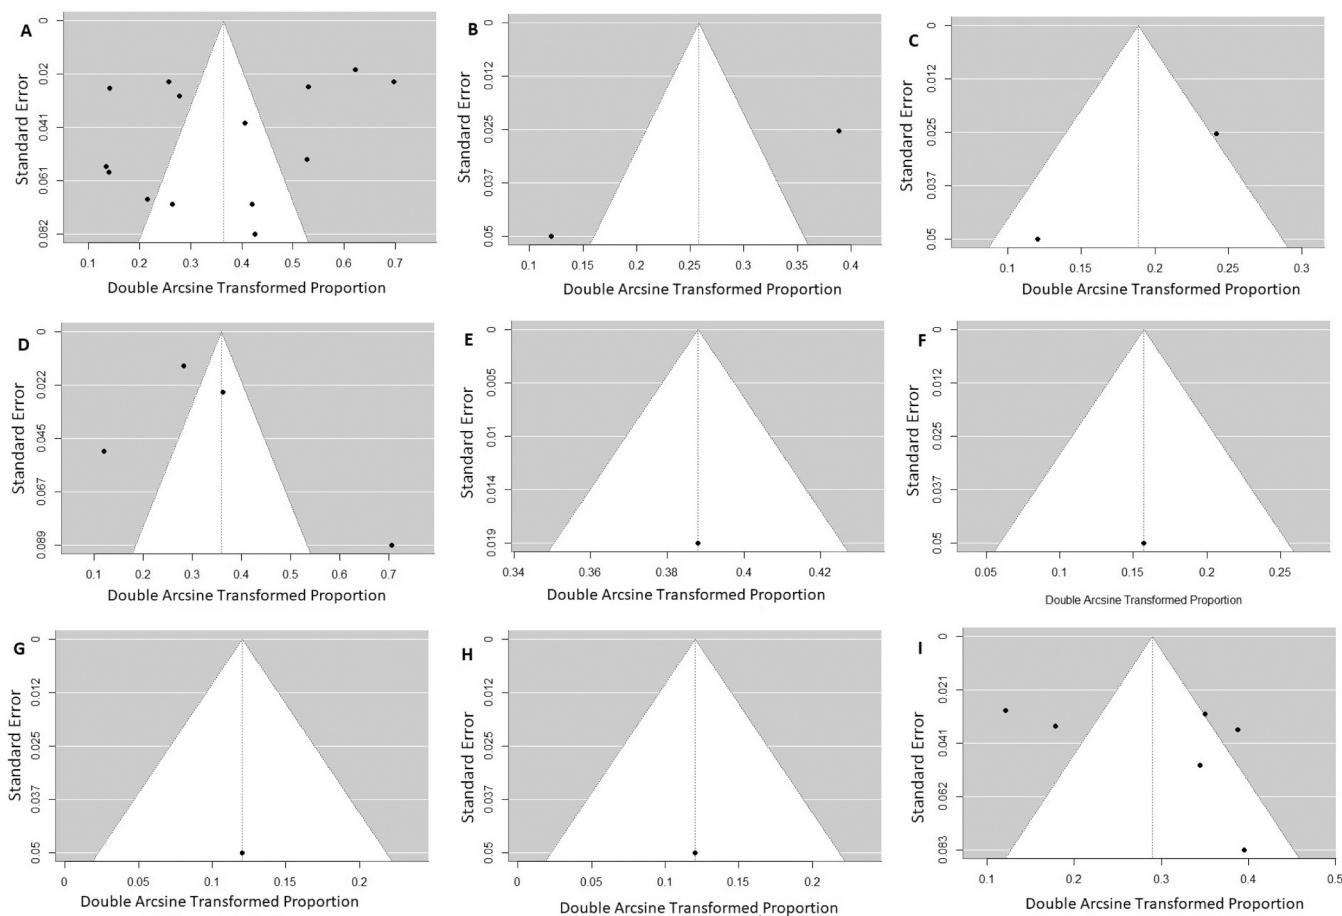 A
Standard Error
0
0.02
0.041
0.061
0.082
0.1 0.2 0.3 0.4 0.5 0.6 0.7
Double Arcsine Transformed Proportion
B
Standard Error
0
0.012
0.025
0.037
0.05
0.15 0.2 0.25 0.3 0.35 0.4
Double Arcsine Transformed Proportion
C
Standard Error
0
0.012
0.025
0.037
0.05
0.1 0.15 0.2 0.25 0.3
Double Arcsine Transformed Proportion
D
Standard Error
0
0.022
0.045
0.067
0.089
0.1 0.2 0.3 0.4 0.5 0.6 0.7
Double Arcsine Transformed Proportion
E
Standard Error
0
0.005
0.01
0.014
0.019
0.34 0.36 0.38 0.4 0.42
Double Arcsine Transformed Proportion
F
Standard Error
0
0.012
0.025
0.037
0.05
0.05 0.1 0.15 0.2 0.25
Double Arcsine Transformed Proportion
G
Standard Error
0
0.012
0.025
0.037
0.05
0 0.05 0.1 0.15 0.2
Double Arcsine Transformed Proportion
H
Standard Error
0
0.012
0.025
0.037
0.05
0 0.05 0.1 0.15 0.2
Double Arcsine Transformed Proportion
I
Standard Error
0
0.021
0.041
0.062
0.083
0.1 0.2 0.3 0.4 0.5
Double Arcsine Transformed Proportion